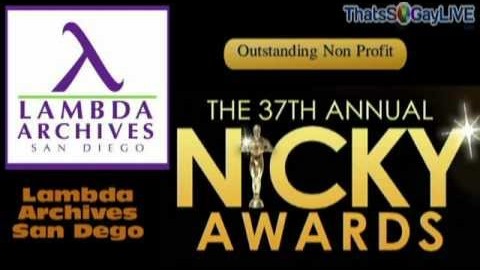 ThatsSOGayLIVE
Outstanding Non Profit
λ
LAMBDA
ARCHIVES
SAN DIEGO
THE 37TH ANNUAL
NICKY
AWARDS
Lambda
Archives
San Dego